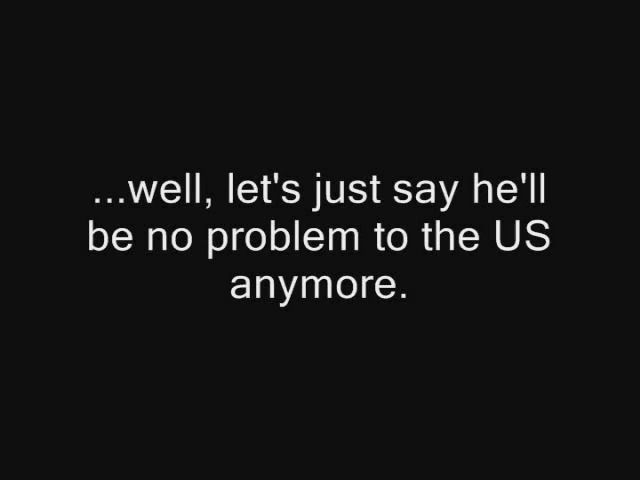 ...well, let's just say he'll
be no problem to the US
anymore.